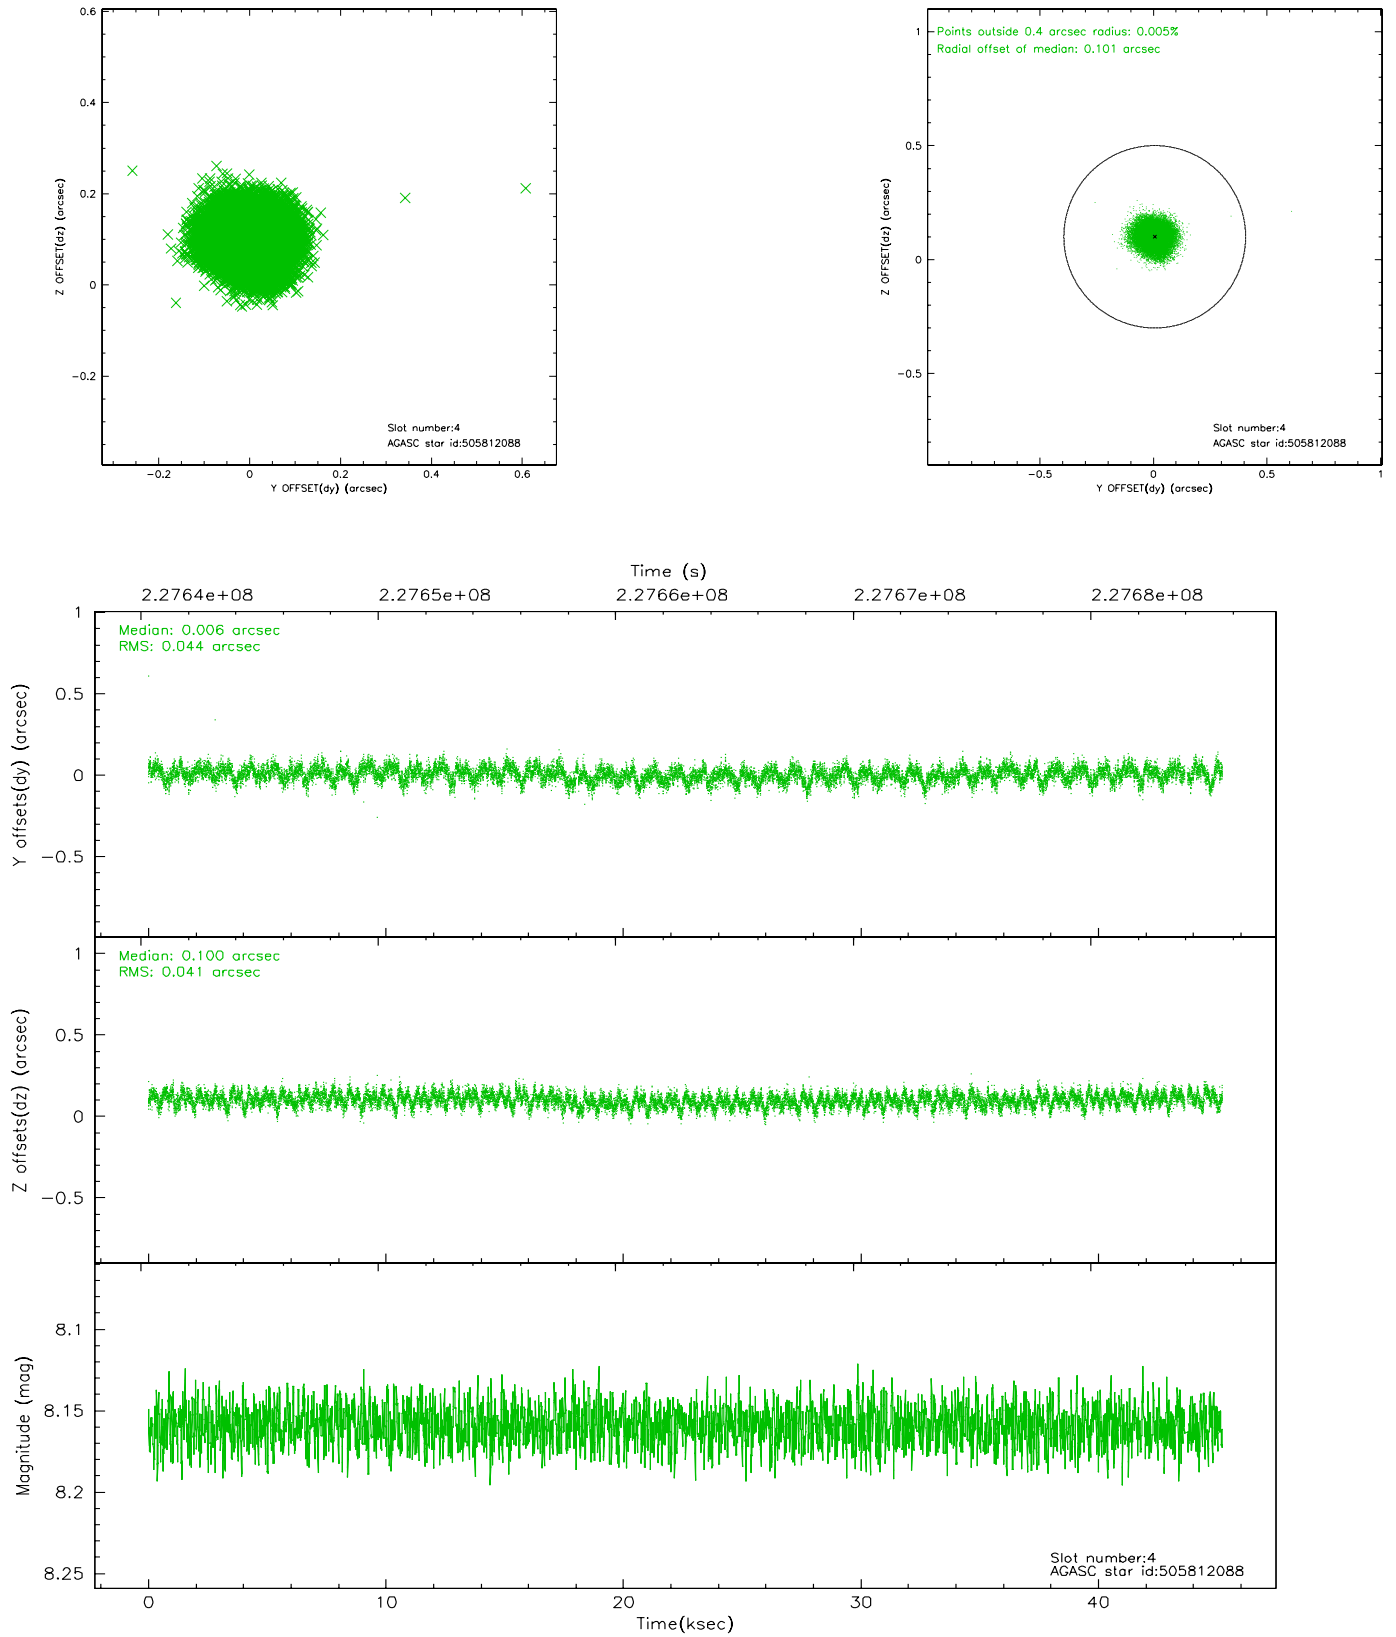 0.6
0.4
0.2
0
−0.2
Z OFFSET(dz) (arcsec)
Slot number:4
AGASC star id:505812088
−0.2 0 0.2 0.4 0.6
Y OFFSET(dy) (arcsec)
Points outside 0.4 arcsec radius: 0.005%
Radial offset of median: 0.101 arcsec
1
0.5
0
−0.5
Z OFFSET(dz) (arcsec)
Slot number:4
AGASC star id:505812088
−0.5 0 0.5 1
Y OFFSET(dy) (arcsec)
Time (s)
2.2764e+08 2.2765e+08 2.2766e+08 2.2767e+08 2.2768e+08
Median: 0.006 arcsec
RMS: 0.044 arcsec
1
0.5
0
−0.5
Y offsets(dy) (arcsec)
Median: 0.100 arcsec
RMS: 0.041 arcsec
1
0.5
0
−0.5
Z offsets(dz) (arcsec)
8.1
8.15
8.2
8.25
Magnitude (mag)
Slot number:4
AGASC star id:505812088
0 10 20 30 40
Time(ksec)